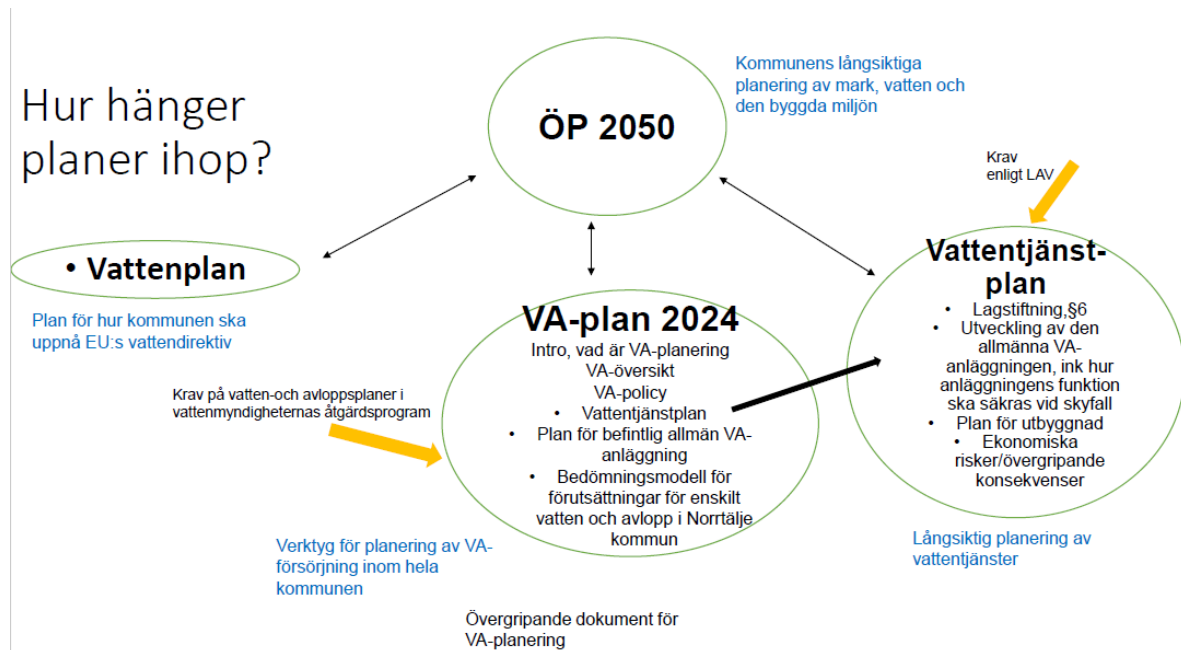 Hur hänger
planer ihop?
ÖP 2050
Kommunens långsiktiga
planering av mark, vatten och
den byggda miljön
Krav
enligt LAV
• Vattenplan
Plan för hur kommunen ska
uppnå EU:s vattendirektiv
Krav på vatten-och avloppsplaner i
vattenmyndigheternas åtgärdsprogram
VA-plan 2024
Intro, vad är VA-planering
VA-översikt
VA-policy
• Vattentjänstplan
• Plan för befintlig allmän VA-
anläggning
• Bedömningsmodell för
förutsättningar för enskilt
vatten och avlopp i Norrtälje
kommun
Verktyg för planering av VA-
försörjning inom hela
kommunen
Övergripande dokument för
VA-planering
Vattentjänst-
plan
• Lagstiftning,§6
• Utveckling av den
allmänna VA-
anläggningen, ink hur
anläggningens funktion
ska säkras vid skyfall
• Plan för utbyggnad
• Ekonomiska
risker/övergripande
konsekvenser
Långsiktig planering av
vattentjänster